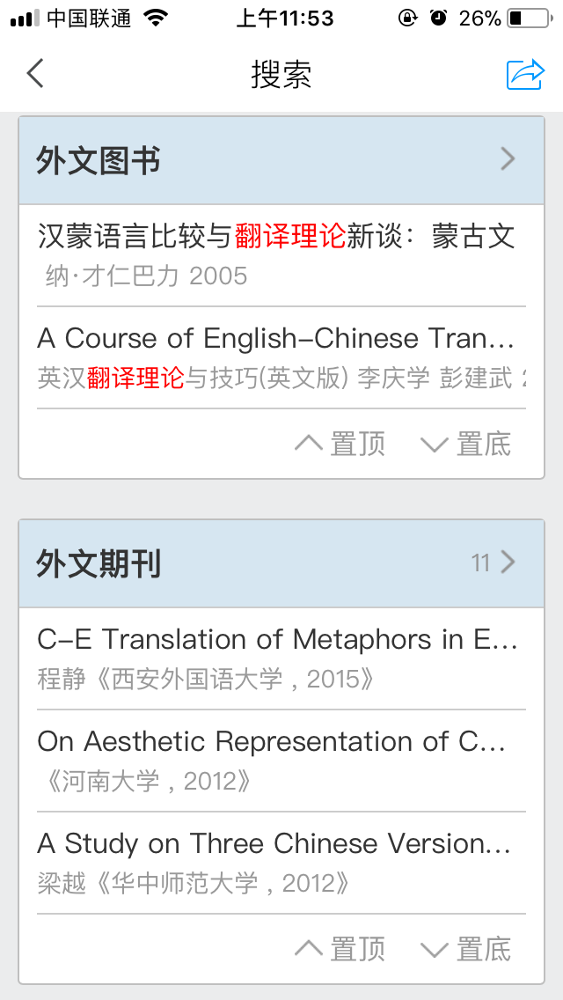 中国联通 上午11:53 26%
搜索
外文图书
汉蒙语言比较与翻译理论新谈：蒙古文
纳·才仁巴力 2005
A Course of English-Chinese Tran...
英汉翻译理论与技巧(英文版) 李庆学 彭建武
置顶 置底
外文期刊 11
C-E Translation of Metaphors in E...
程静《西安外国语大学 , 2015》
On Aesthetic Representation of C...
《河南大学 , 2012》
A Study on Three Chinese Version...
梁越《华中师范大学 , 2012》
置顶 置底